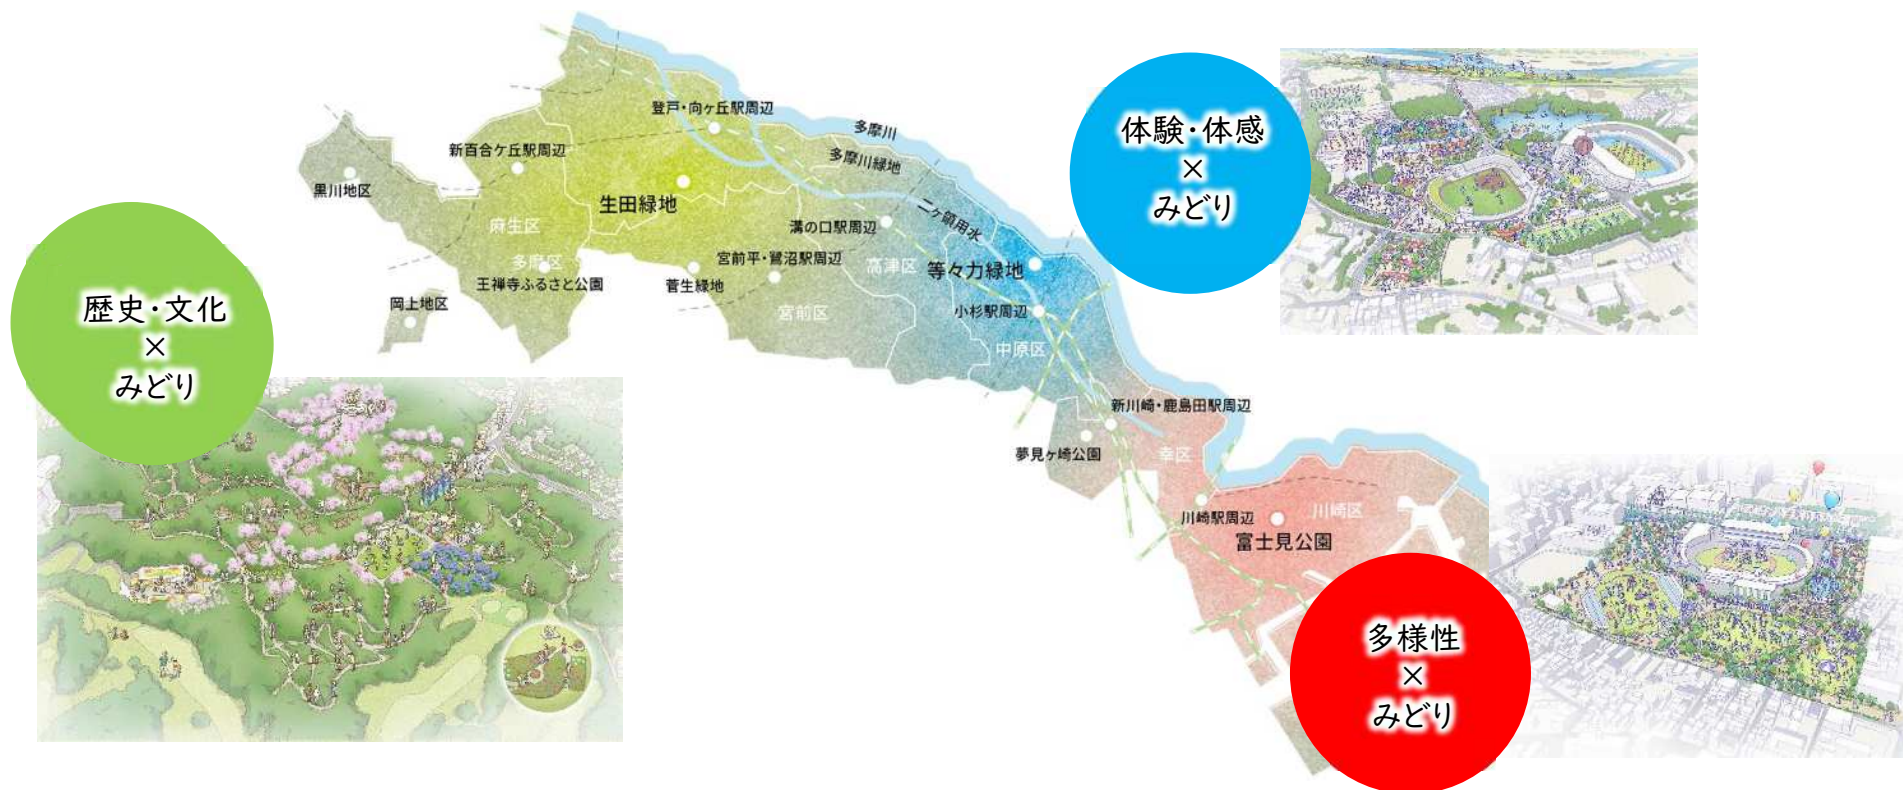 歴史・文化
×
みどり
体験・体感
×
みどり
多様性
×
みどり
登戸・向ヶ丘駅周辺
多摩川
多摩川緑地
新百合ケ丘駅周辺
黒川地区
生田緑地
二ヶ領用水
麻生区
溝の口駅周辺
多摩区
宮前平・鷺沼駅周辺
高津区
等々力緑地
王禅寺ふるさと公園
菅生緑地
岡上地区
宮前区
小杉駅周辺
中原区
新川崎・鹿島田駅周辺
夢見ヶ崎公園
幸区
川崎駅周辺
川崎区
富士見公園